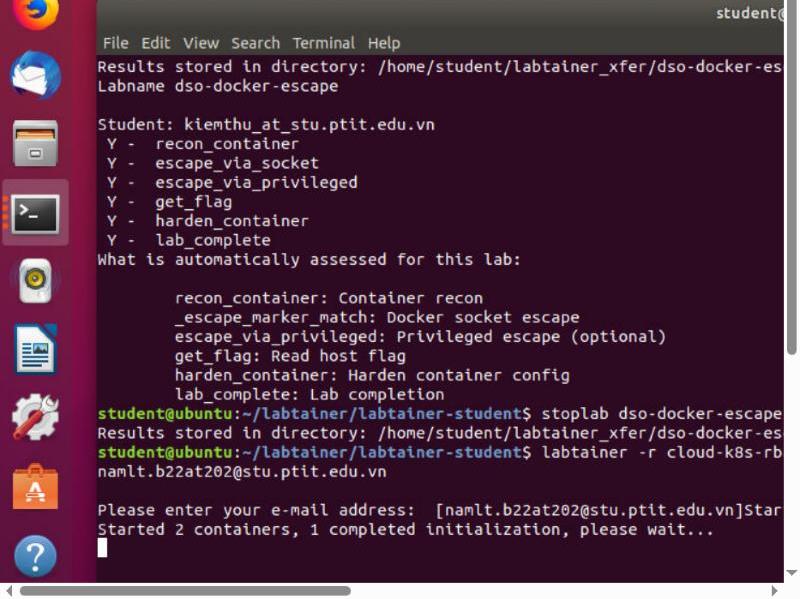 student@
File Edit View Search Terminal Help
Results stored in directory: /home/student/labtainer_xfer/dso-docker-es
Labname dso-docker-escape
Student: kiemthu_at_stu.ptit.edu.vn
Y - recon_container
Y - escape_via_socket
Y - escape_via_privileged
Y - get_flag
Y - harden_container
Y - lab_complete
What is automatically assessed for this lab:
recon_container: Container recon
_escape_marker_match: Docker socket escape
escape_via_privileged: Privileged escape (optional)
get_flag: Read host flag
harden_container: Harden container config
lab_complete: Lab completion
student@ubuntu:~/labtainer/labtainer-student$ stoplab dso-docker-escape
Results stored in directory: /home/student/labtainer_xfer/dso-docker-es
student@ubuntu:~/labtainer/labtainer-student$ labtainer -r cloud-k8s-rb
namlt.b22at202@stu.ptit.edu.vn
Please enter your e-mail address:  [namlt.b22at202@stu.ptit.edu.vn]Star
Started 2 containers, 1 completed initialization, please wait...